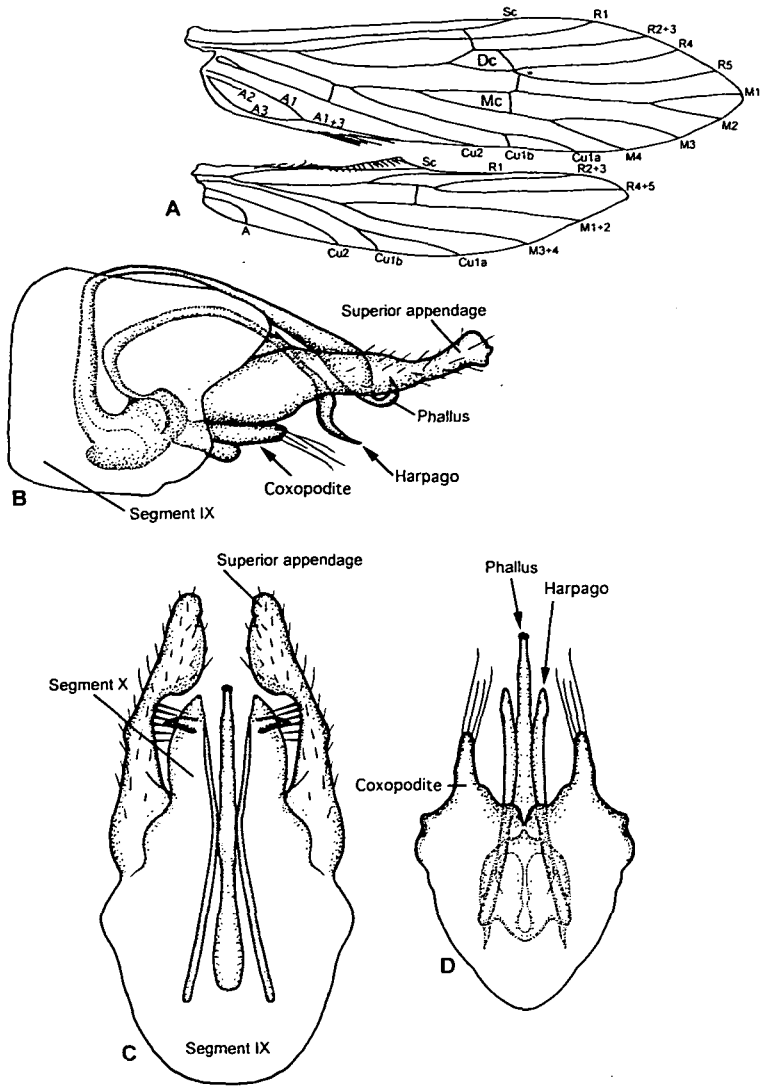 Sc
R1
R2+3
R4
R5
M1
M2
M3
M4
Cu1a
Cu1b
Cu2
Dc
Mc
A2
A1
A3
A1+3
A
Sc
R1
R2+3
R4+5
M1+2
M3+4
Cu1a
Cu1b
Cu2
A
B
Superior appendage
Phallus
Harpago
Coxopodite
Segment IX
Superior appendage
Segment X
Segment IX
C
Phallus
Harpago
Coxopodite
D